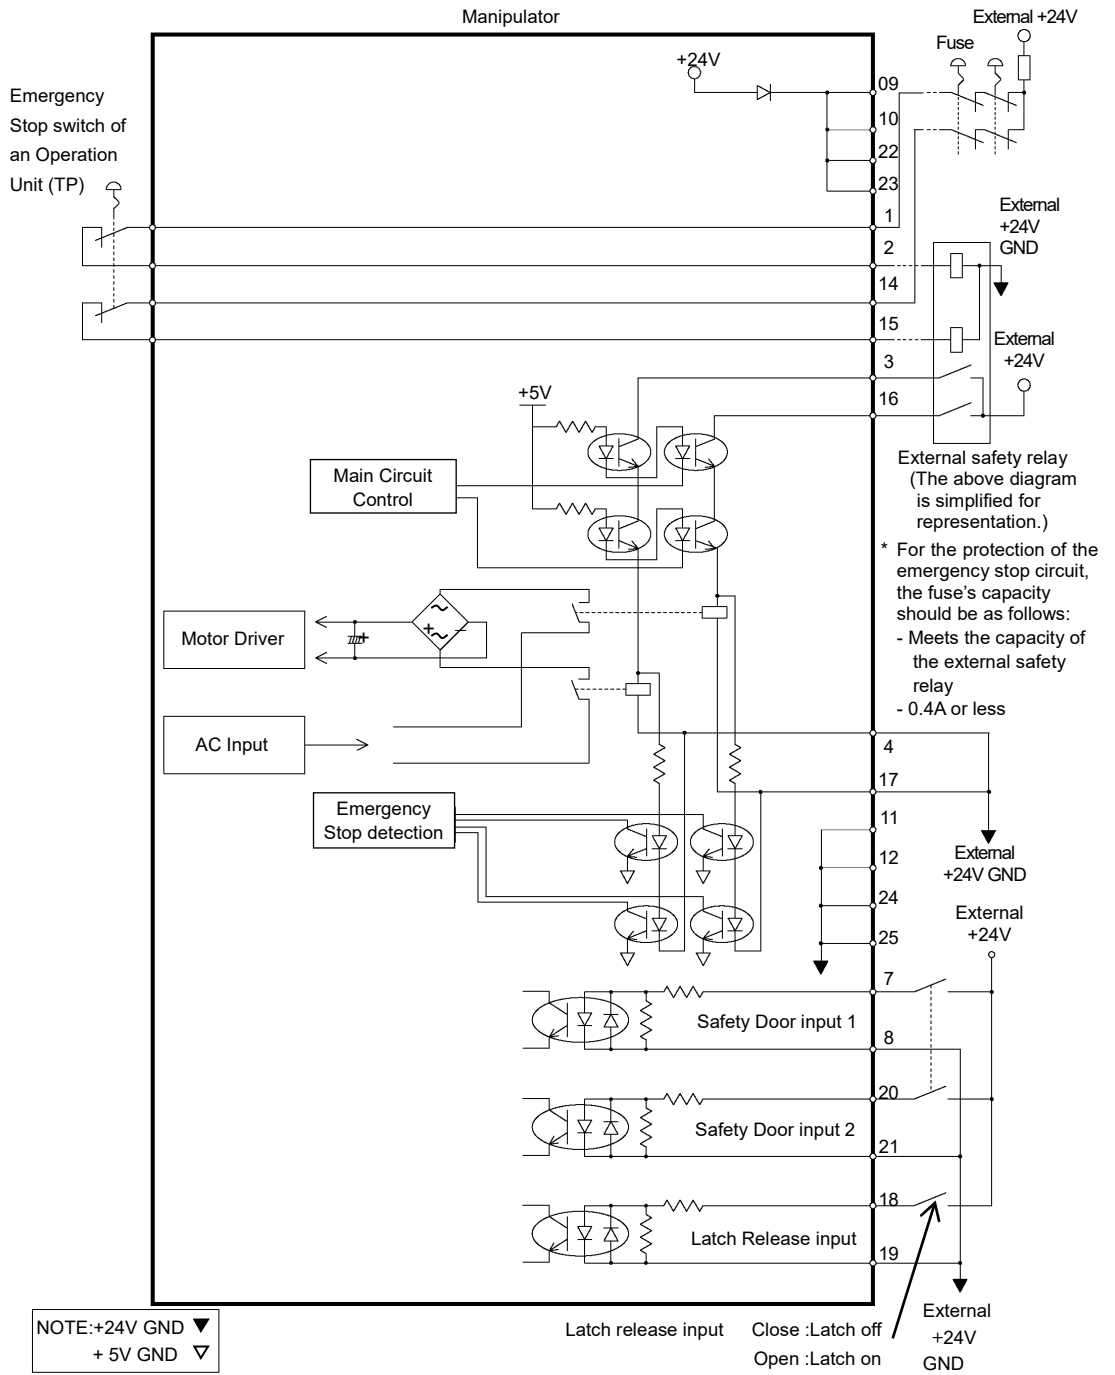 Manipulator
External +24V
Fuse
+24V
09
10
22
23
Emergency
Stop switch of
an Operation
Unit (TP)
1
2
14
15
3
16
External
+24V
GND
External
+24V
+5V
Main Circuit
Control
External safety relay
(The above diagram
is simplified for
representation.)
* For the protection of the
emergency stop circuit,
the fuse's capacity
should be as follows:
- Meets the capacity of
the external safety
relay
- 0.4A or less
Motor Driver
+
+
AC Input
4
17
Emergency
Stop detection
11
12
24
25
External
+24V GND
External
+24V
7
Safety Door input 1
8
20
Safety Door input 2
21
18
Latch Release input
19
NOTE:+24V GND ▼
+ 5V GND ▽
Latch release input Close :Latch off
Open :Latch on
External
+24V
GND